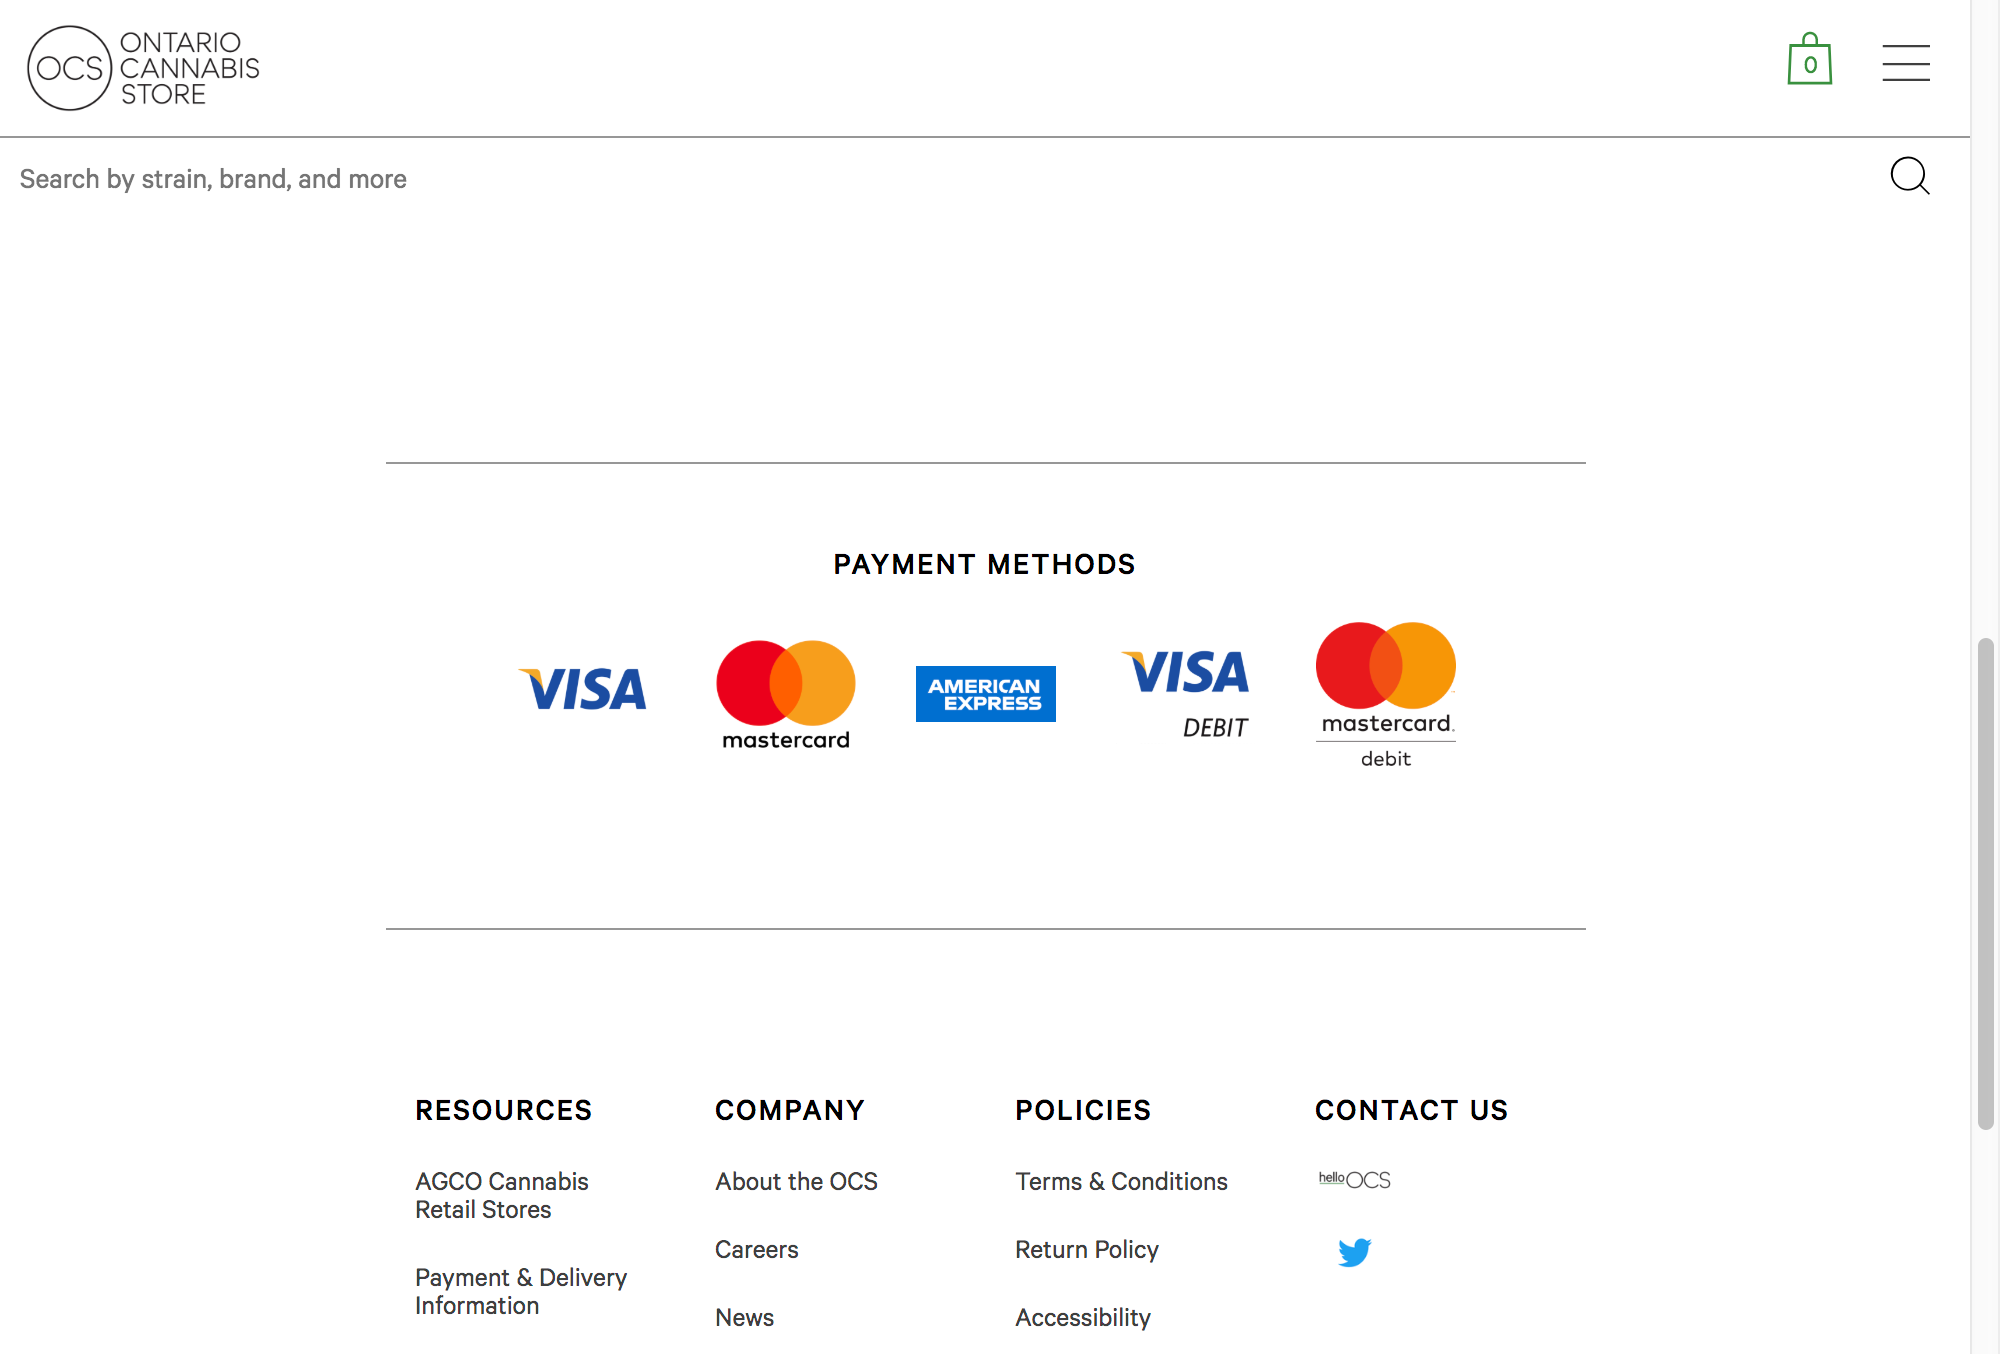 OCS
ONTARIO
CANNABIS
STORE
0
Search by strain, brand, and more
PAYMENT METHODS
VISA
mastercard
AMERICAN
EXPRESS
VISA
DEBIT
mastercard.
debit
RESOURCES
AGCO Cannabis
Retail Stores
Payment & Delivery
Information
COMPANY
About the OCS
Careers
News
POLICIES
Terms & Conditions
Return Policy
Accessibility
CONTACT US
helloOCS